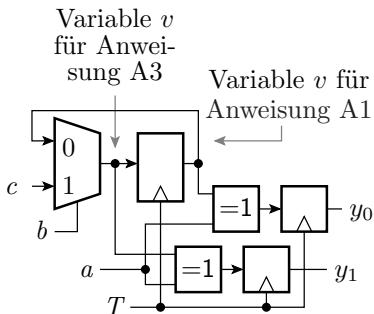 Variable v
für Anwei-
sung A3
Variable v für
Anweisung A1
0
c 1
b
=1 y0
a =1 y1
T